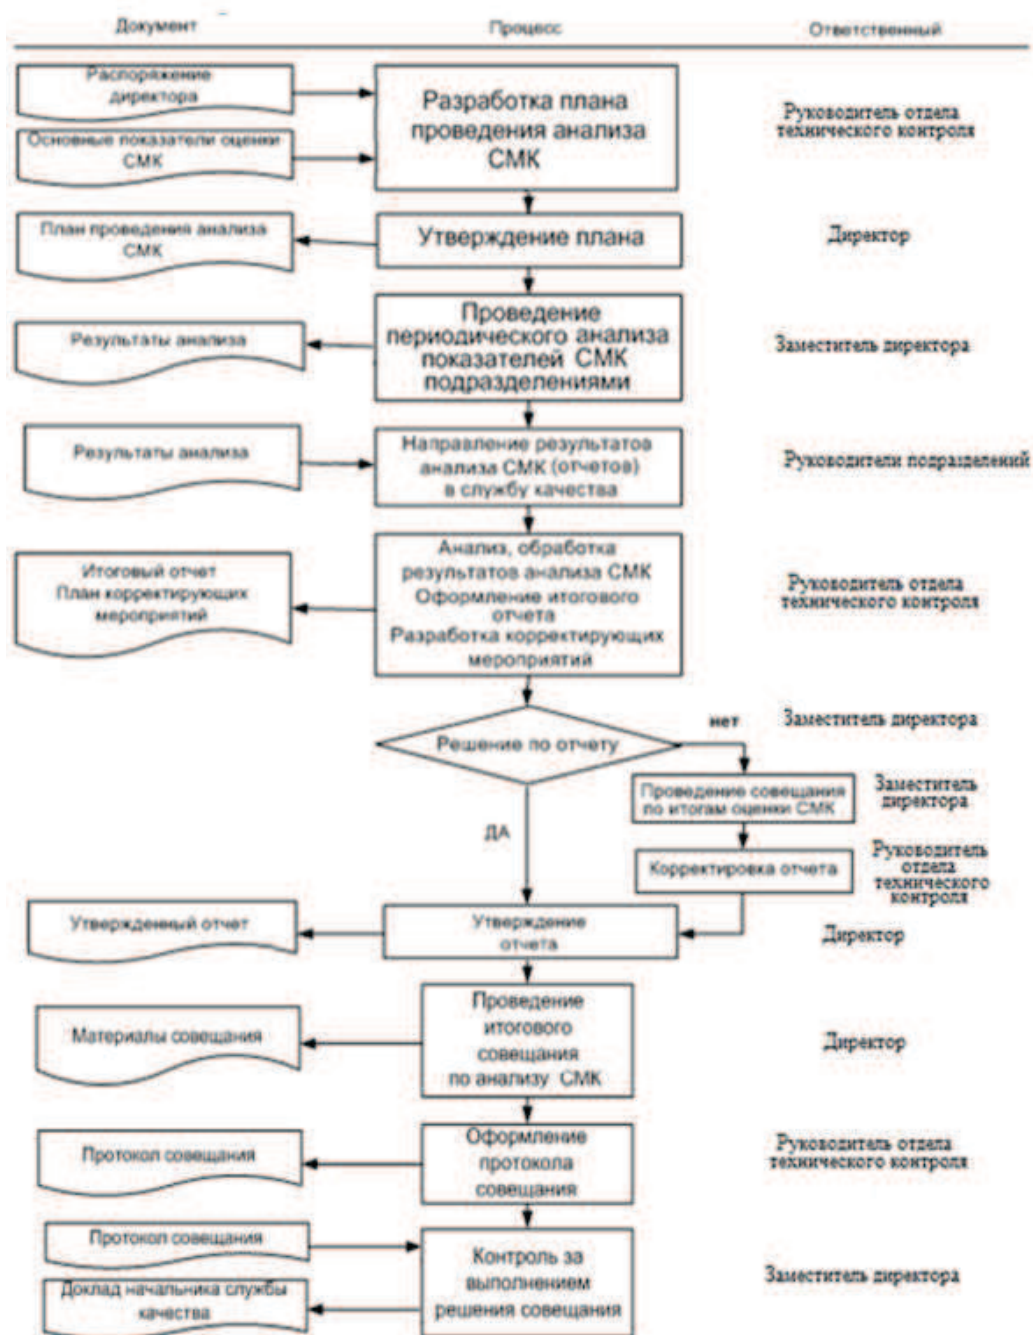 Документ Процесс Ответственный
Распоряжение
директора
Основные показатели оценки
СМК
Разработка плана
проведения анализа
СМК
Руководитель отдела
технического контроля
План проведения анализа
СМК
Утверждение плана
Директор
Результаты анализа
Проведение
периодического анализа
показателей СМК
подразделениями
Заместитель директора
Результаты анализа
Направление результатов
анализа СМК (отчетов)
в службу качества
Руководители подразделений
Итоговый отчет
План корректирующих
мероприятий
Анализ, обработка
результатов анализа СМК
Оформление итогового
отчета
Разработка корректирующих
мероприятий
Руководитель отдела
технического контроля
Решение по отчету
нет
Заместитель директора
Проведение совещания
по итогам оценки СМК
Заместитель
директора
ДА
Корректировка отчета
Руководитель
отдела
технического
контроля
Утвержденный отчет
Утверждение
отчета
Директор
Материалы совещания
Проведение
итогового
совещания
по анализу СМК
Директор
Протокол совещания
Оформление
протокола
совещания
Руководитель отдела
технического контроля
Протокол совещания
Доклад начальника службы
качества
Контроль за
выполнением
решения совещания
Заместитель директора